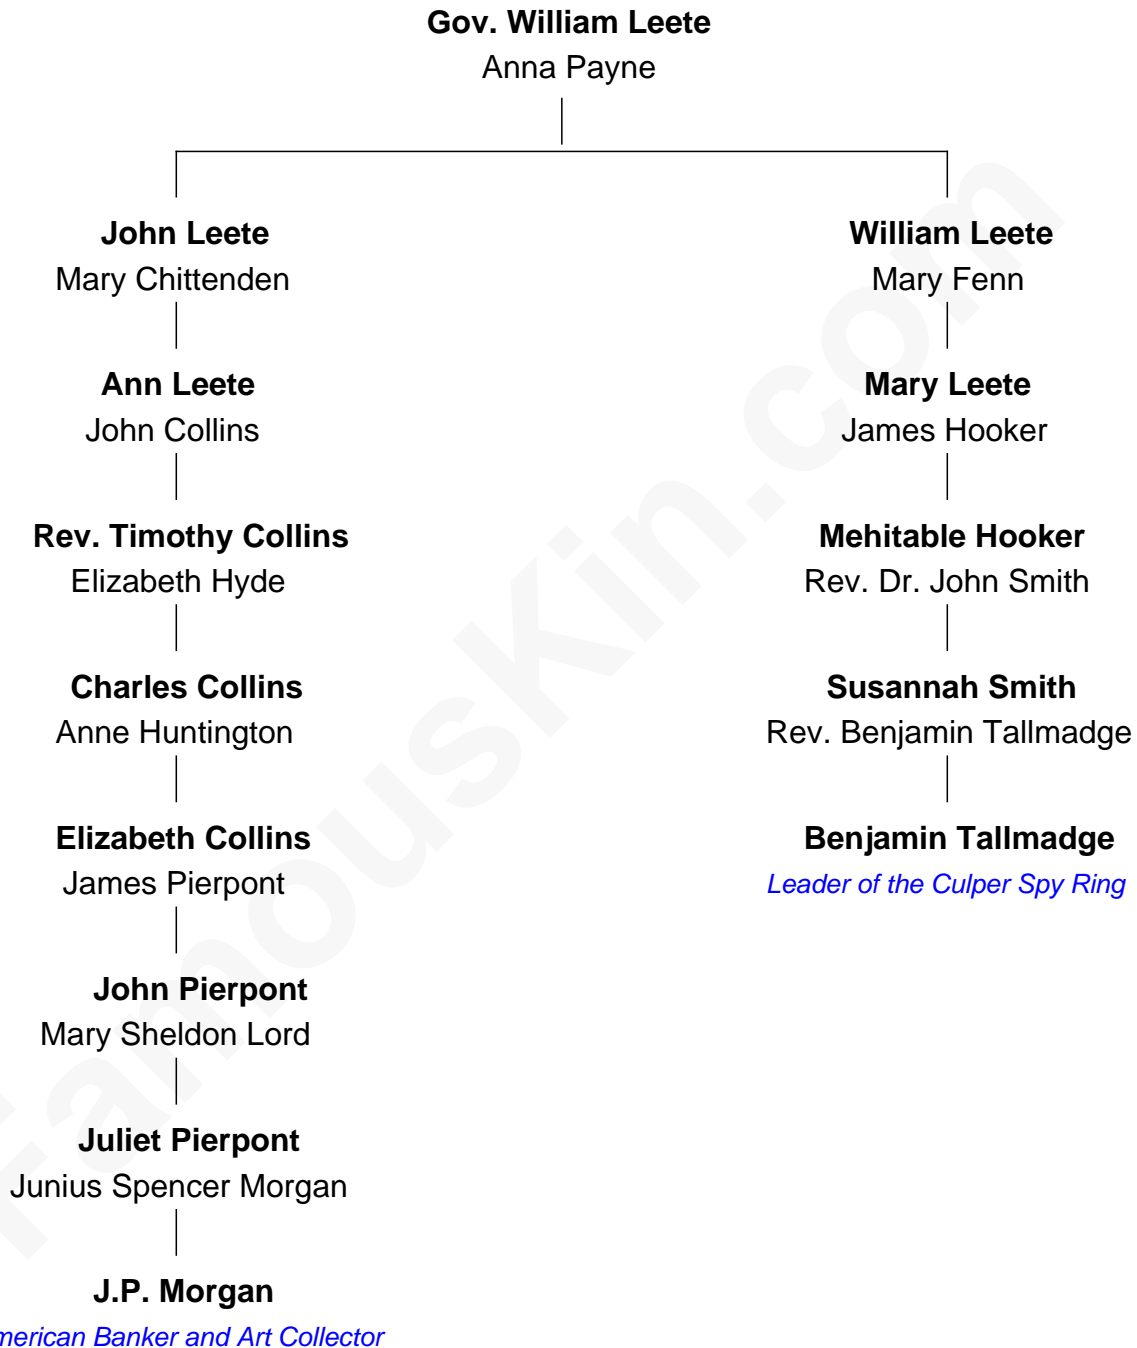 Gov. William Leete
Anna Payne
John Leete
Mary Chittenden
William Leete
Mary Fenn
Ann Leete
John Collins
Mary Leete
James Hooker
Rev. Timothy Collins
Elizabeth Hyde
Mehitable Hooker
Rev. Dr. John Smith
Charles Collins
Anne Huntington
Susannah Smith
Rev. Benjamin Tallmadge
Elizabeth Collins
James Pierpont
Benjamin Tallmadge
Leader of the Culper Spy Ring
John Pierpont
Mary Sheldon Lord
Juliet Pierpont
Junius Spencer Morgan
J.P. Morgan
merican Banker and Art Collector
FamousKin.com